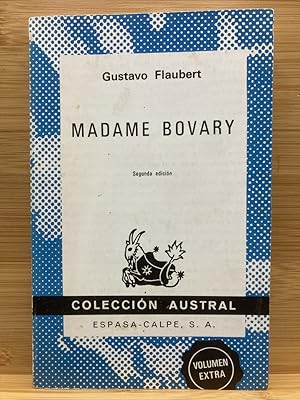 Gustavo Flaubert
MADAME BOVARY
Segunda edición
COLECCIÓN AUSTRAL
ESPASA-CALPE, S. A.
VOLUMEN
EXTRA